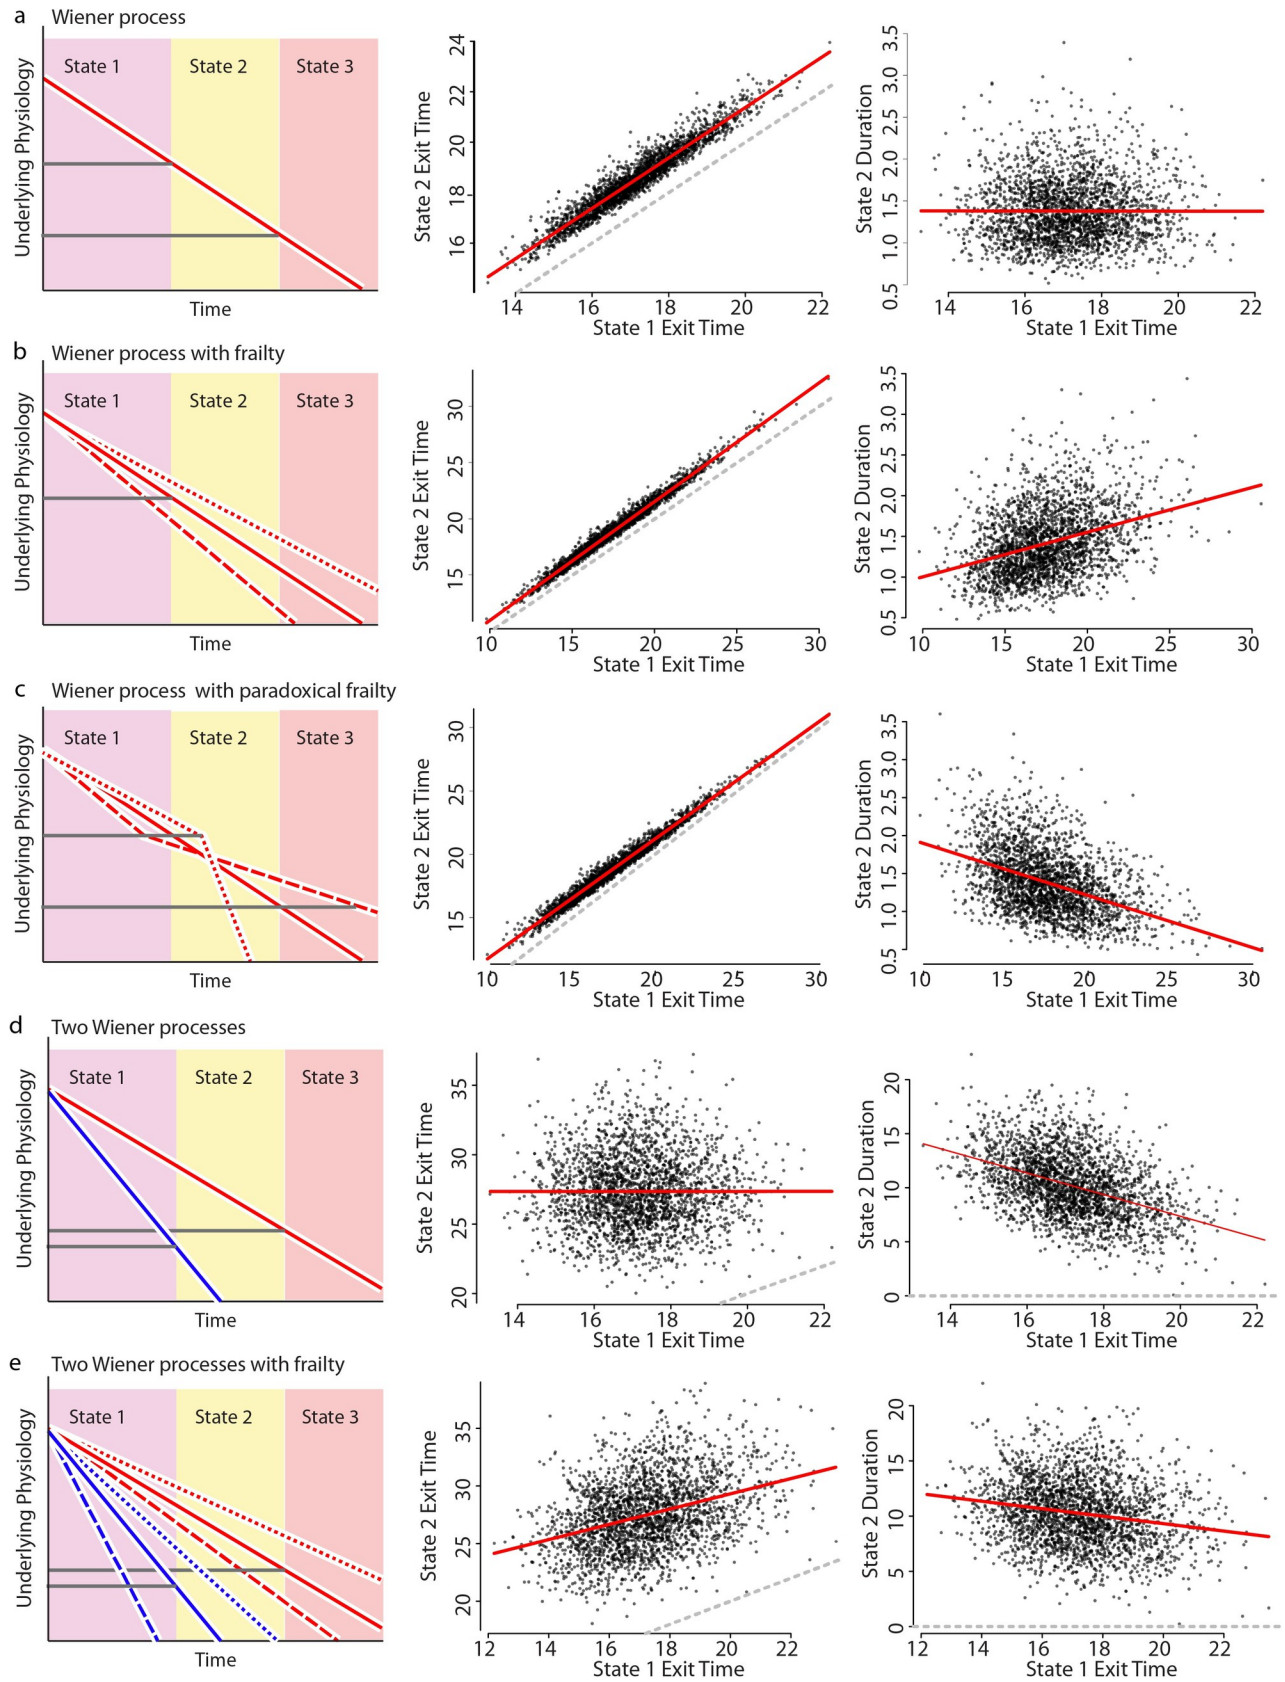 a Wiener process
State 1 State 2 State 3
Underlying Physiology
Time
24
22
20
18
16
State 2 Exit Time
14 16 18 20 22
State 1 Exit Time
3.5
3.0
2.5
2.0
1.5
1.0
0.5
State 2 Duration
14 16 18 20 22
State 1 Exit Time
b Wiener process with frailty
State 1 State 2 State 3
Underlying Physiology
Time
30
25
20
15
State 2 Exit Time
10 15 20 25 30
State 1 Exit Time
3.5
3.0
2.5
2.0
1.5
1.0
0.5
State 2 Duration
10 15 20 25 30
State 1 Exit Time
c Wiener process with paradoxical frailty
State 1 State 2 State 3
Underlying Physiology
Time
30
25
20
15
State 2 Exit Time
10 15 20 25 30
State 1 Exit Time
3.5
3.0
2.5
2.0
1.5
1.0
0.5
State 2 Duration
10 15 20 25 30
State 1 Exit Time
d Two Wiener processes
State 1 State 2 State 3
Underlying Physiology
Time
35
30
25
20
State 2 Exit Time
14 16 18 20 22
State 1 Exit Time
20
15
10
5
0
State 2 Duration
14 16 18 20 22
State 1 Exit Time
e Two Wiener processes with frailty
State 1 State 2 State 3
Underlying Physiology
Time
35
30
25
20
State 2 Exit Time
12 14 16 18 20 22
State 1 Exit Time
20
15
10
5
0
State 2 Duration
12 14 16 18 20 22
State 1 Exit Time